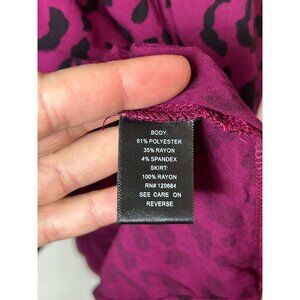 BODY:
61% POLYESTER
35% RAYON
4% SPANDEX
SKIRT:
100% RAYON
RN# 120684
SEE CARE ON
REVERSE